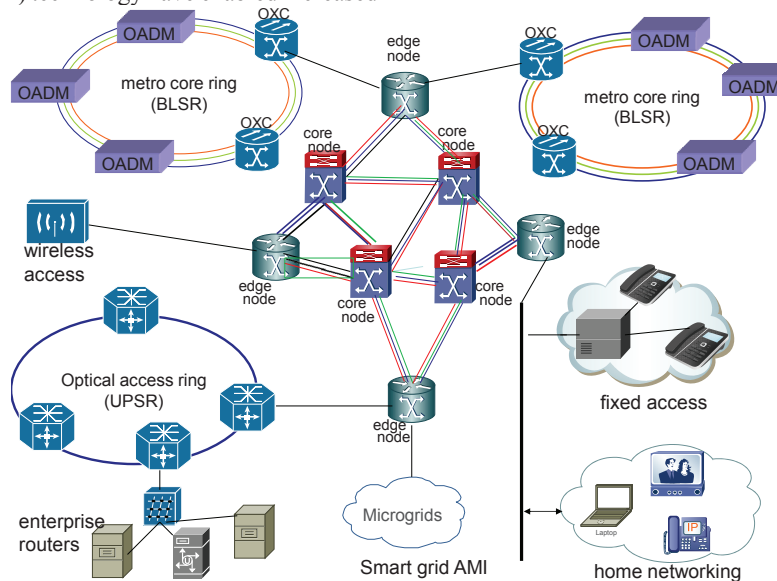 OADM
OXC
edge
node
OXC
OADM
OADM
metro core ring
(BLSR)
metro core ring
(BLSR)
OADM
OXC
core
node
core
node
OXC
OADM
OADM
wireless
access
edge
node
edge
node
core
node
core
node
Optical access ring
(UPSR)
fixed access
edge
node
enterprise
routers
Microgrids
Smart grid AMI
Laptop
IP
home networking